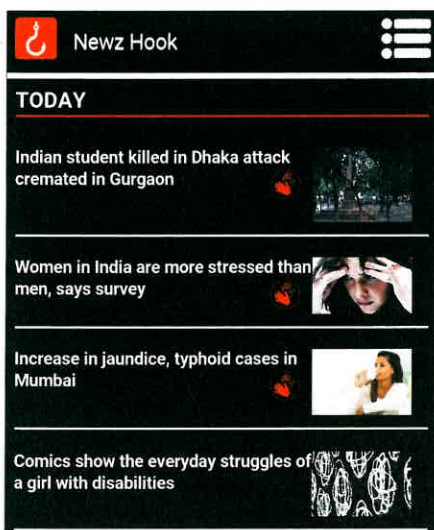 Newz Hook
TODAY
Indian student killed in Dhaka attack
cremated in Gurgaon
Women in India are more stressed than
men, says survey
Increase in jaundice, typhoid cases in
Mumbai
Comics show the everyday struggles of
a girl with disabilities